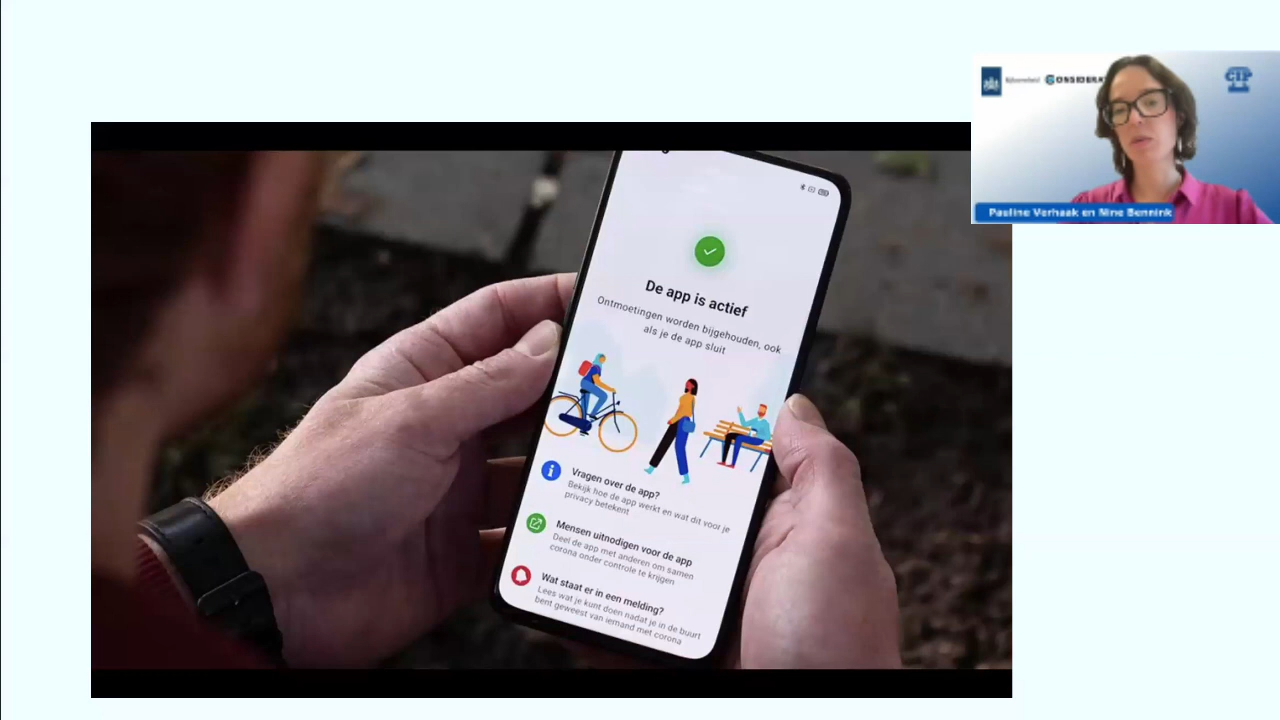 CIP
Pauline Verhaak en Nine Bennink
De app is actief
Ontmoetingen worden bijgehouden, ook
als je de app sluit
Vragen over de app?
Bekijk hoe de app werkt en wat dit voor je
privacy betekent
Mensen uitnodigen voor de app
Deel de app met anderen om samen
corona onder controle te krijgen
Wat staat er in een melding?
Lees wat je kunt doen nadat je in de buurt
bent geweest van iemand met corona